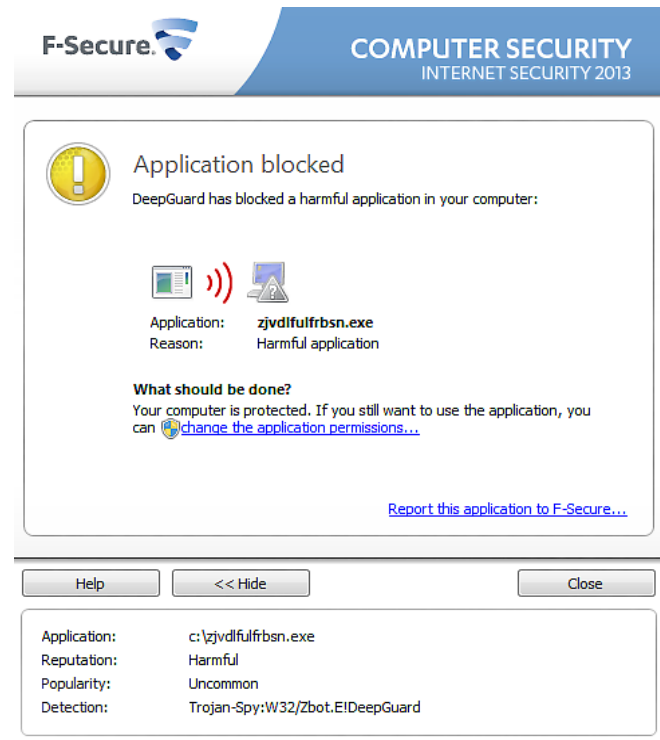 F-Secure.
COMPUTER SECURITY
INTERNET SECURITY 2013
Application blocked
DeepGuard has blocked a harmful application in your computer:
Application: zjvdlfulfrbsn.exe
Reason: Harmful application
What should be done?
Your computer is protected. If you still want to use the application, you
can change the application permissions...
Report this application to F-Secure...
Help << Hide Close
Application: c:\zjvdlfulfrbsn.exe
Reputation: Harmful
Popularity: Uncommon
Detection: Trojan-Spy:W32/Zbot.E!DeepGuard